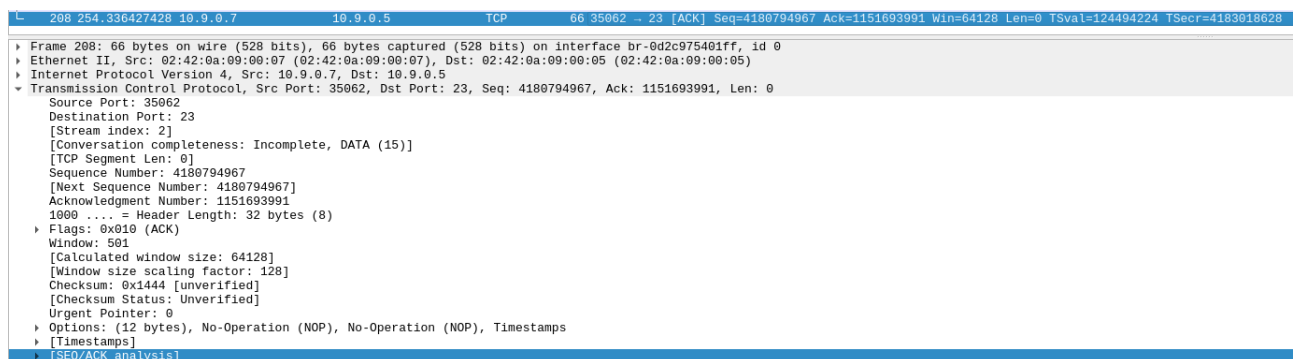 208 254.336427428 10.9.0.7 10.9.0.5 TCP 66 35062 → 23 [ACK] Seq=4180794967 Ack=1151693991 Win=64128 Len=0 TSval=124494224 TSecr=4183018628
Frame 208: 66 bytes on wire (528 bits), 66 bytes captured (528 bits) on interface br-0d2c975401ff, id 0
Ethernet II, Src: 02:42:0a:09:00:07 (02:42:0a:09:00:07), Dst: 02:42:0a:09:00:05 (02:42:0a:09:00:05)
Internet Protocol Version 4, Src: 10.9.0.7, Dst: 10.9.0.5
Transmission Control Protocol, Src Port: 35062, Dst Port: 23, Seq: 4180794967, Ack: 1151693991, Len: 0
Source Port: 35062
Destination Port: 23
[Stream index: 2]
[Conversation completeness: Incomplete, DATA (15)]
[TCP Segment Len: 0]
Sequence Number: 4180794967
[Next Sequence Number: 4180794967]
Acknowledgment Number: 1151693991
1000 .... = Header Length: 32 bytes (8)
Flags: 0x010 (ACK)
Window: 501
[Calculated window size: 64128]
[Window size scaling factor: 128]
Checksum: 0x1444 [unverified]
[Checksum Status: Unverified]
Urgent Pointer: 0
Options: (12 bytes), No-Operation (NOP), No-Operation (NOP), Timestamps
[Timestamps]
[SEQ/ACK analysis]